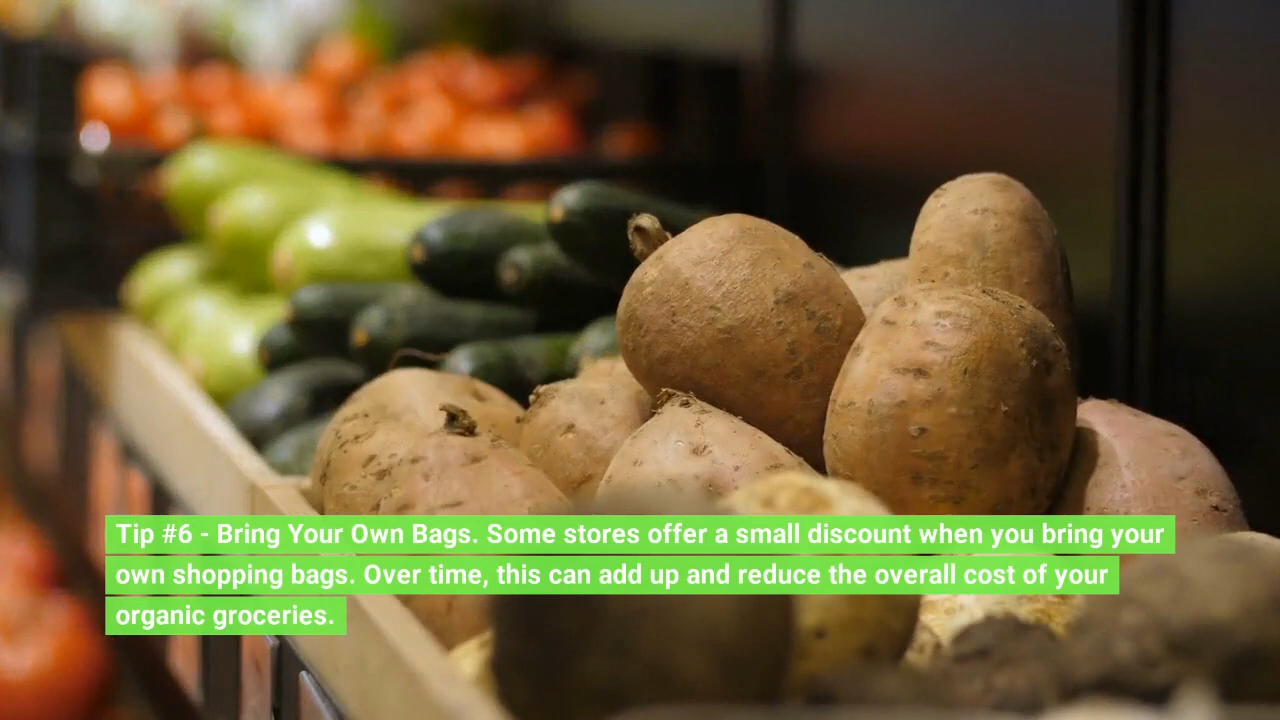 Tip #6 - Bring Your Own Bags. Some stores offer a small discount when you bring your
own shopping bags. Over time, this can add up and reduce the overall cost of your
organic groceries.